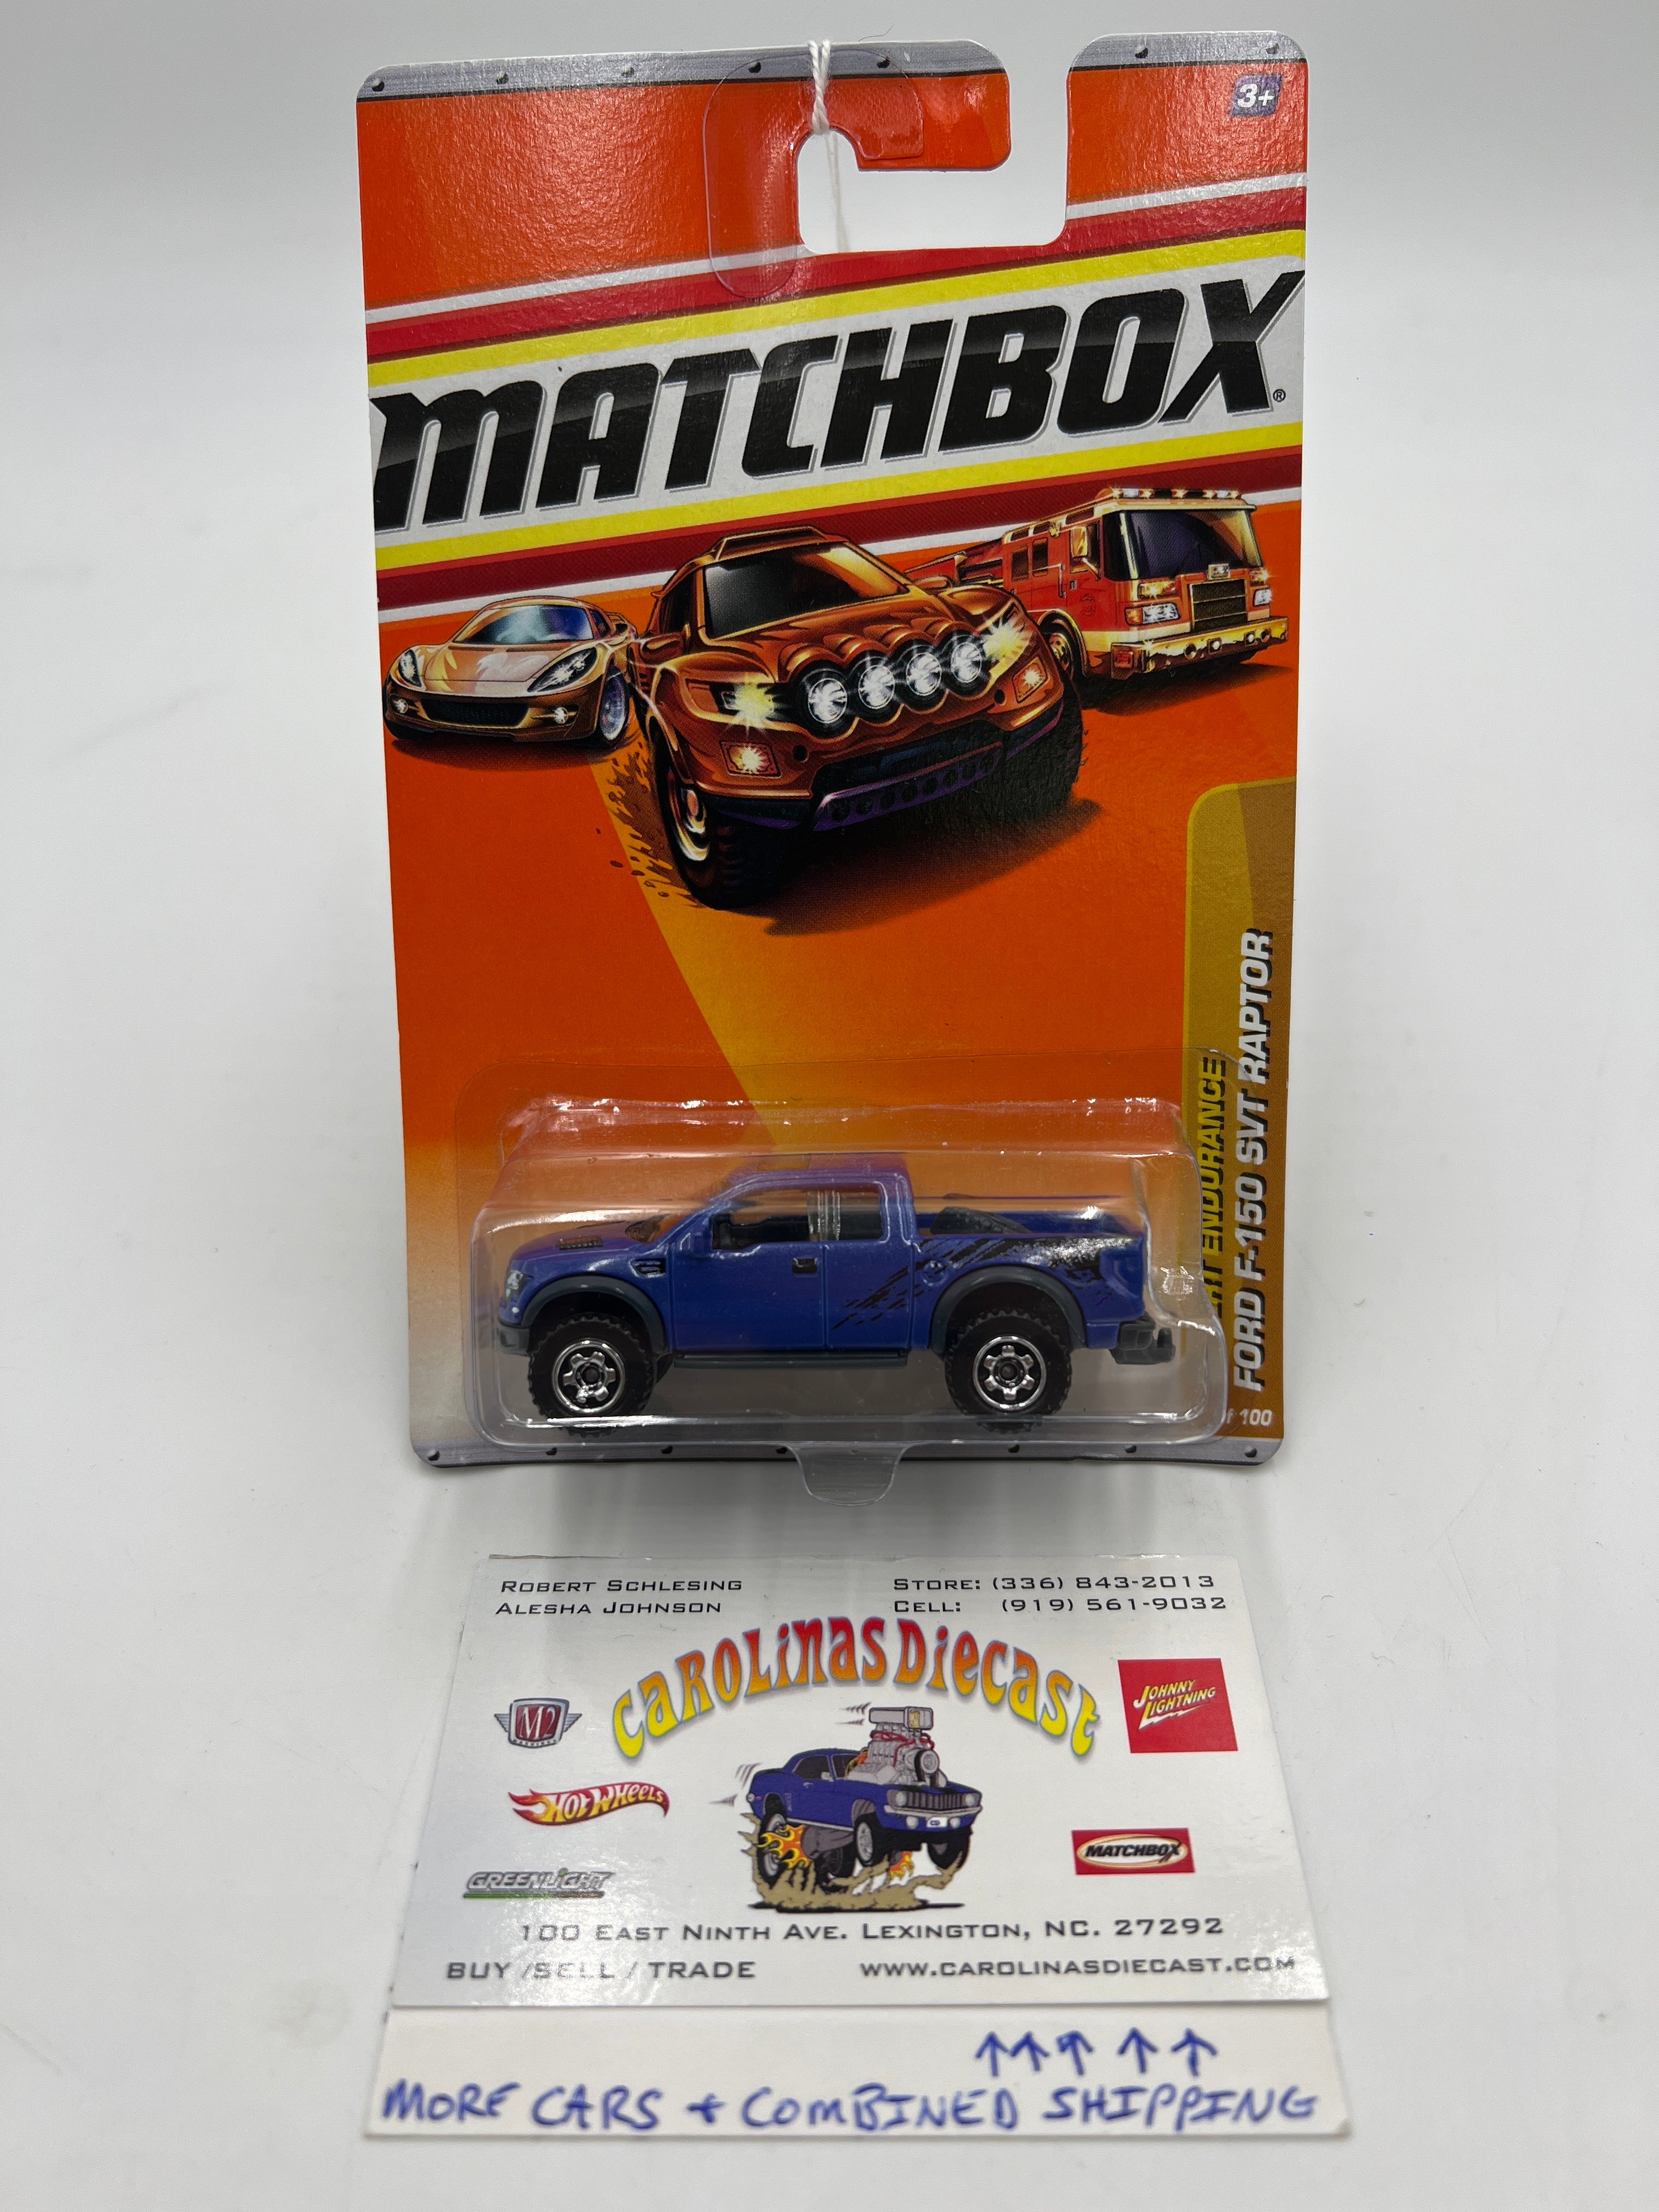 3+
MATCHBOX®
ENDURANCE
FORD F-150 SVT RAPTOR
100
ROBERT SCHLESING
ALESHA JOHNSON
STORE: (336) 843-2013
CELL: (919) 561-9032
CAROLINAS DIECAST
M2
JOHNNY LIGHTNING
HOT WHEELS
MATCHBOX
GREENLIGHT
100 EAST NINTH AVE. LEXINGTON, NC. 27292
BUY /SELL / TRADE
WWW.CAROLINASDIECAST.COM
MORE CARS + COMBINED SHIPPING